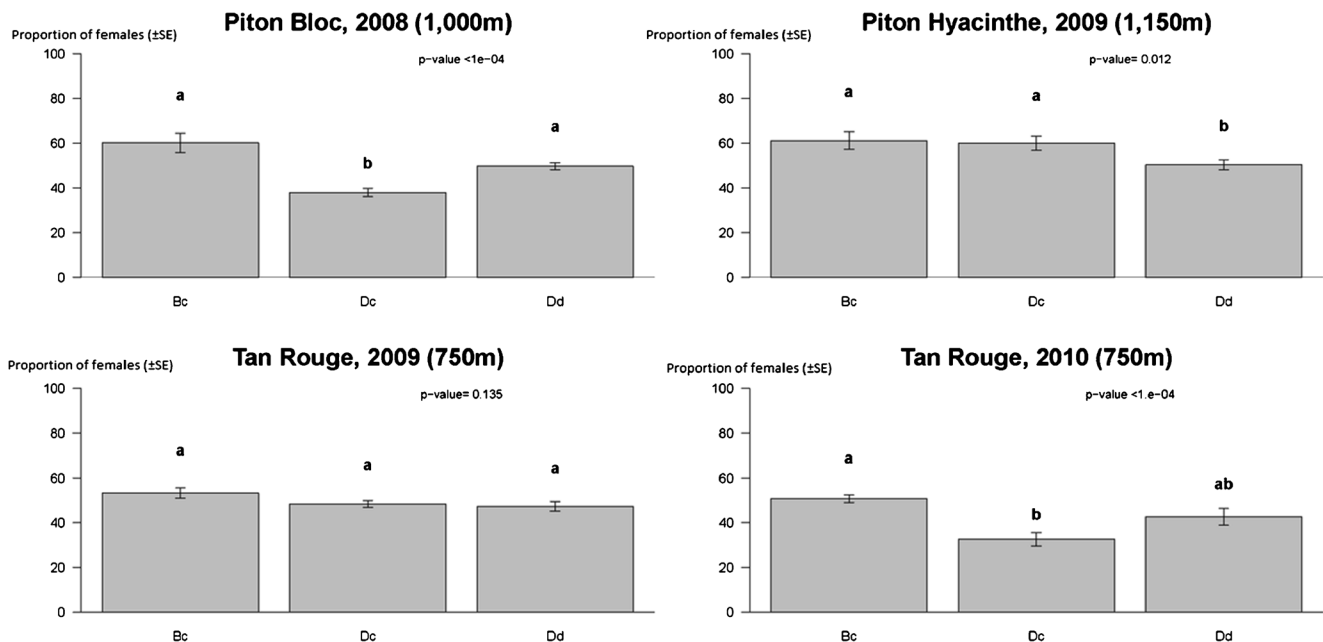 Piton Bloc, 2008 (1,000m)
Proportion of females (±SE)
p-value <1e-04
100
80
60
40
20
0
a
b
a
Bc
Dc
Dd
Piton Hyacinthe, 2009 (1,150m)
Proportion of females (±SE)
p-value= 0.012
100
80
60
40
20
0
a
a
b
Bc
Dc
Dd
Tan Rouge, 2009 (750m)
Proportion of females (±SE)
p-value= 0.135
100
80
60
40
20
0
a
a
a
Bc
Dc
Dd
Tan Rouge, 2010 (750m)
Proportion of females (±SE)
p-value <1.e-04
100
80
60
40
20
0
a
b
ab
Bc
Dc
Dd